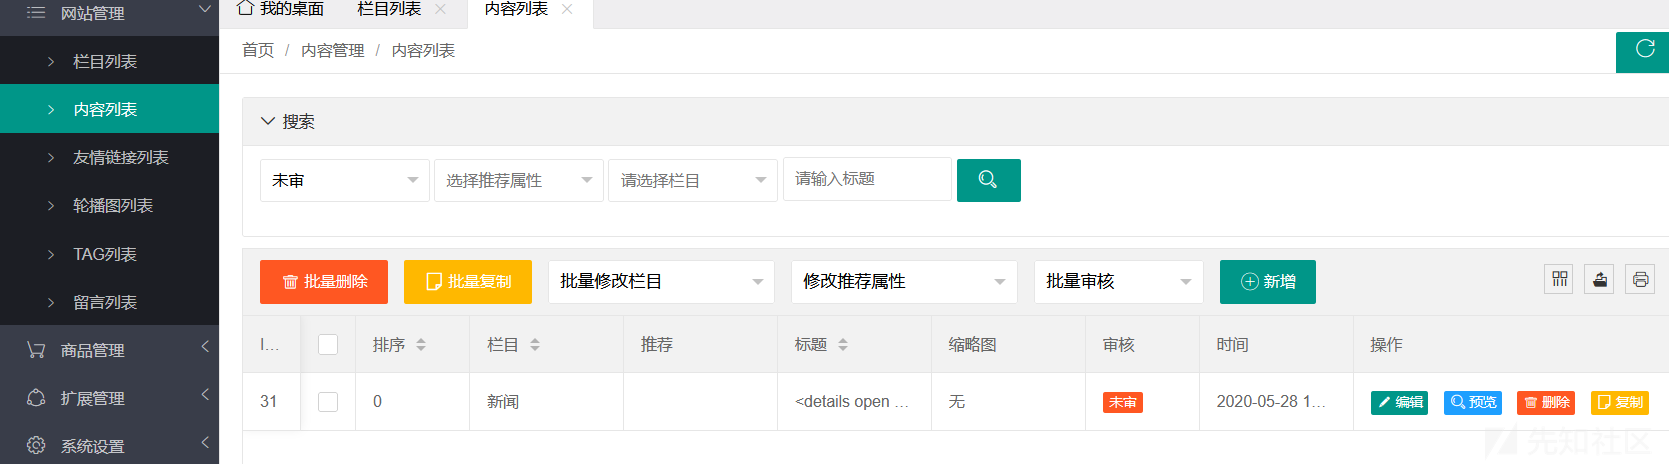 网站管理
我的桌面 栏目列表 内容列表
首页 / 内容管理 / 内容列表
栏目列表
内容列表
友情链接列表
轮播图列表
TAG列表
留言列表
商品管理
扩展管理
系统设置
搜索
未审 选择推荐属性 请选择栏目 请输入标题
批量删除 批量复制 批量修改栏目 修改推荐属性 批量审核 新增
I... 排序 栏目 推荐 标题 缩略图 审核 时间 操作
31 0 新闻 <details open ... 无 未审 2020-05-28 1... 编辑 预览 删除 复制
先知社区